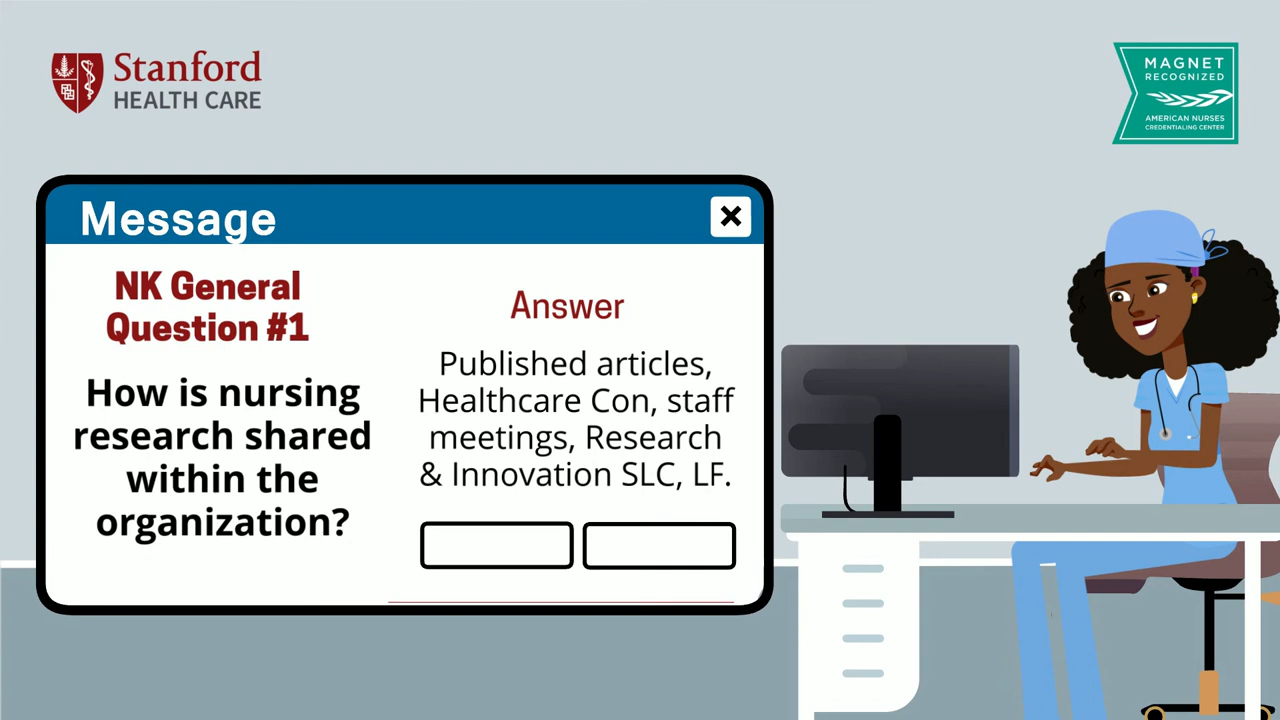 Stanford
HEALTH CARE
MAGNET
RECOGNIZED
AMERICAN NURSES
CREDENTIALING CENTER
Message
NK General
Question #1
How is nursing
research shared
within the
organization?
Answer
Published articles,
Healthcare Con, staff
meetings, Research
& Innovation SLC, LF.